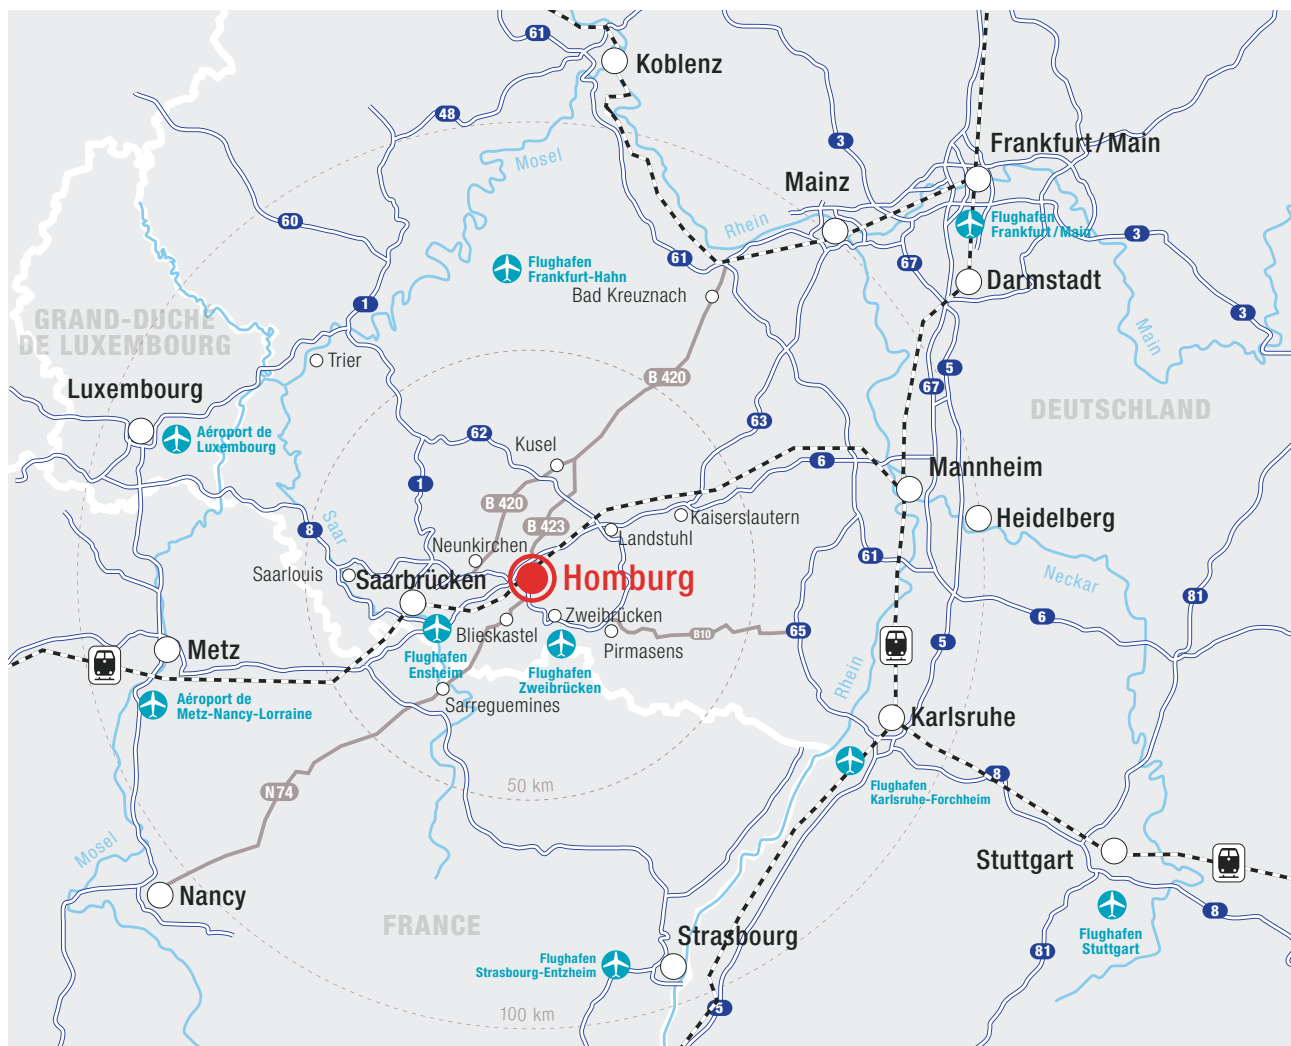 61
Koblenz
48
3
Frankfurt/Main
Mosel
Mainz
60
Rhein
Flughafen
Frankfurt/Main
3
Flughafen
Frankfurt-Hahn
61
67
Bad Kreuznach
Darmstadt
1
3
GRAND-DUCHÉ
DE LUXEMBOURG
Main
Trier
5
B 420
67
Luxembourg
DEUTSCHLAND
63
Aéroport de
Luxembourg
62
Kusel
6
Mannheim
1
B 420
Kaiserslautern
Heidelberg
8
Saar
B 423
Landstuhl
Neunkirchen
61
Saarlouis
Saarbrücken
Homburg
Neckar
81
Zweibrücken
6
Blieskastel
65
B10
Pirmasens
5
Metz
Flughafen
Ensheim
Flughafen
Zweibrücken
Rhein
Aéroport de
Metz-Nancy-Lorraine
Sarreguemines
Karlsruhe
50 km
8
N 74
Flughafen
Karlsruhe-Forchheim
Mosel
Stuttgart
Nancy
FRANCE
8
Strasbourg
Flughafen
Stuttgart
81
Flughafen
Strasbourg-Entzheim
5
100 km